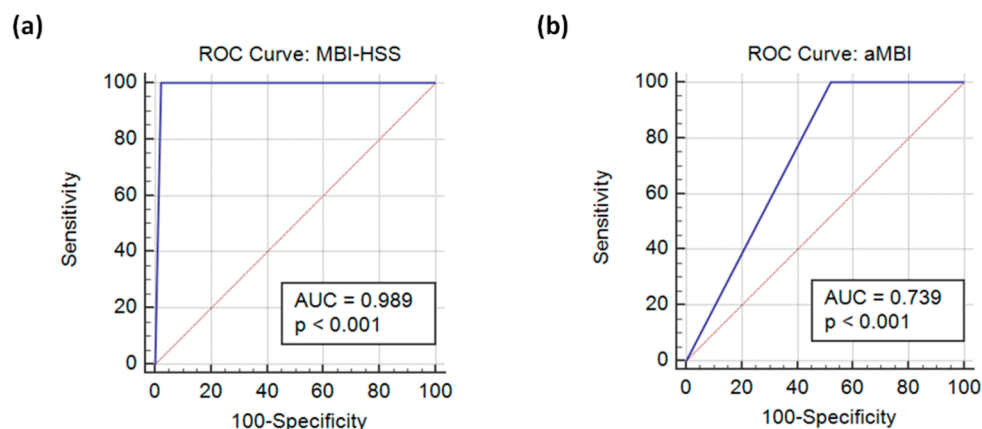 (a)
ROC Curve: MBI-HSS
100
80
60
40
20
0
Sensitivity
AUC = 0.989
p < 0.001
0 20 40 60 80 100
100-Specificity
(b)
ROC Curve: aMBI
100
80
60
40
20
0
Sensitivity
AUC = 0.739
p < 0.001
0 20 40 60 80 100
100-Specificity